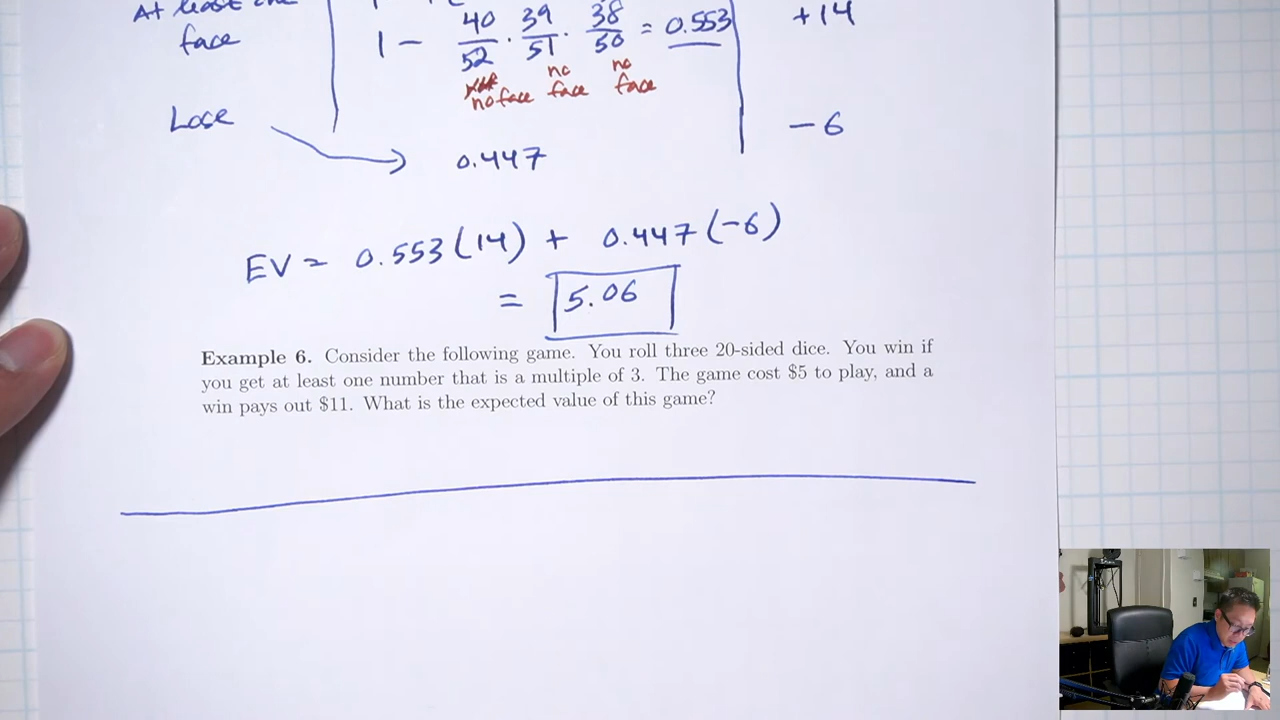 At least one
face
1 - 40/52 · 39/51 · 38/50 = 0.553
+14
no face
no face
no face
Lose
0.447
-6
EV = 0.553(14) + 0.447(-6)
= 5.06
Example 6. Consider the following game. You roll three 20-sided dice. You win if
you get at least one number that is a multiple of 3. The game cost $5 to play, and a
win pays out $11. What is the expected value of this game?